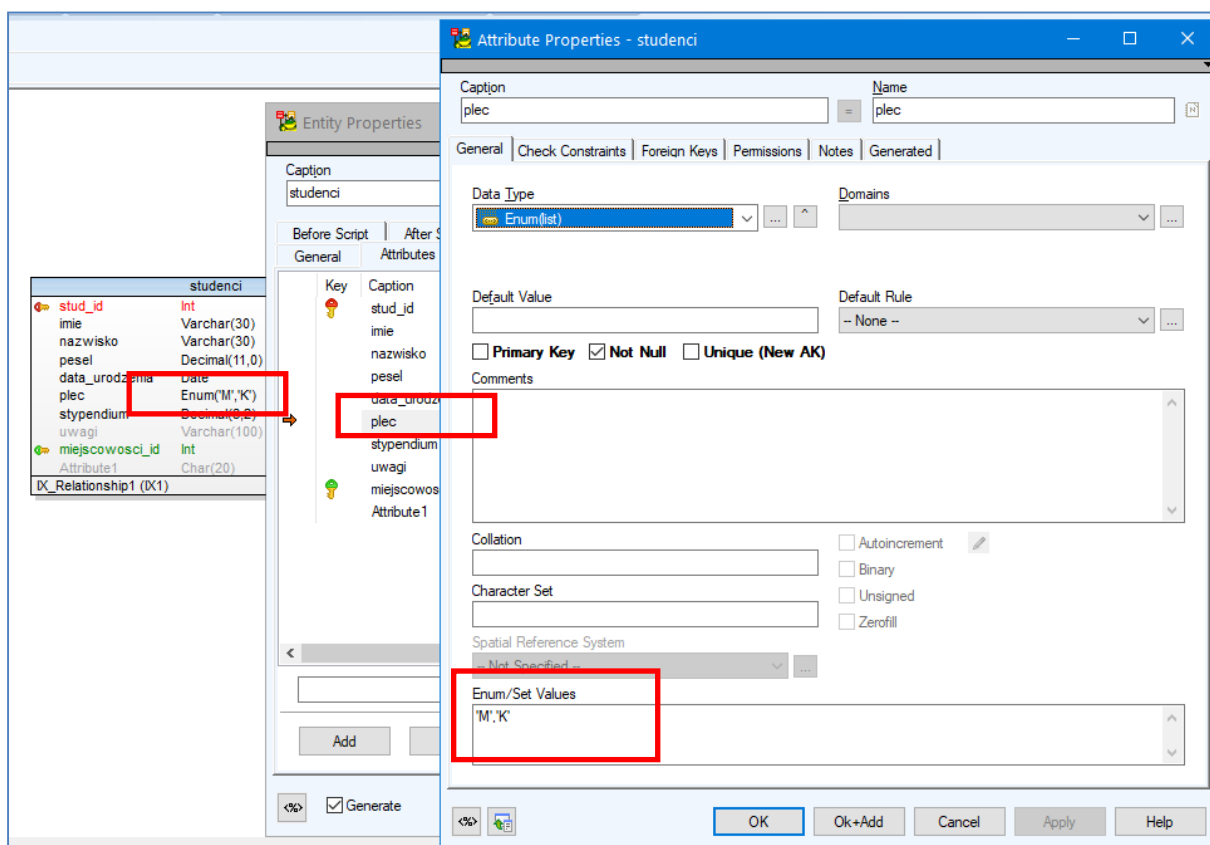 Attribute Properties - studenci
Caption
Name
plec
=
plec
General
Check Constraints
Foreign Keys
Permissions
Notes
Generated
Data Type
Domains
Enum(list)
...
^
...
Default Value
Default Rule
-- None --
...
Primary Key
Not Null
Unique (New AK)
Comments
Collation
Autoincrement
Binary
Character Set
Unsigned
Zerofill
Spatial Reference System
-- Not Specified --
...
Enum/Set Values
'M','K'
<%>
OK
Ok+Add
Cancel
Apply
Help
Entity Properties
Caption
studenci
Before Script
After S
General
Attributes
Key
Caption
stud_id
imie
nazwisko
pesel
data_urodze
plec
stypendium
uwagi
miejscowos
Attribute1
<
Add
<%>
Generate
studenci
stud_id Int
imie Varchar(30)
nazwisko Varchar(30)
pesel Decimal(11,0)
data_urodzenia Date
plec Enum('M','K')
stypendium
uwagi Varchar(100)
miejscowosci_id Int
Attribute1 Char(20)
IX_Relationship1 (IX1)